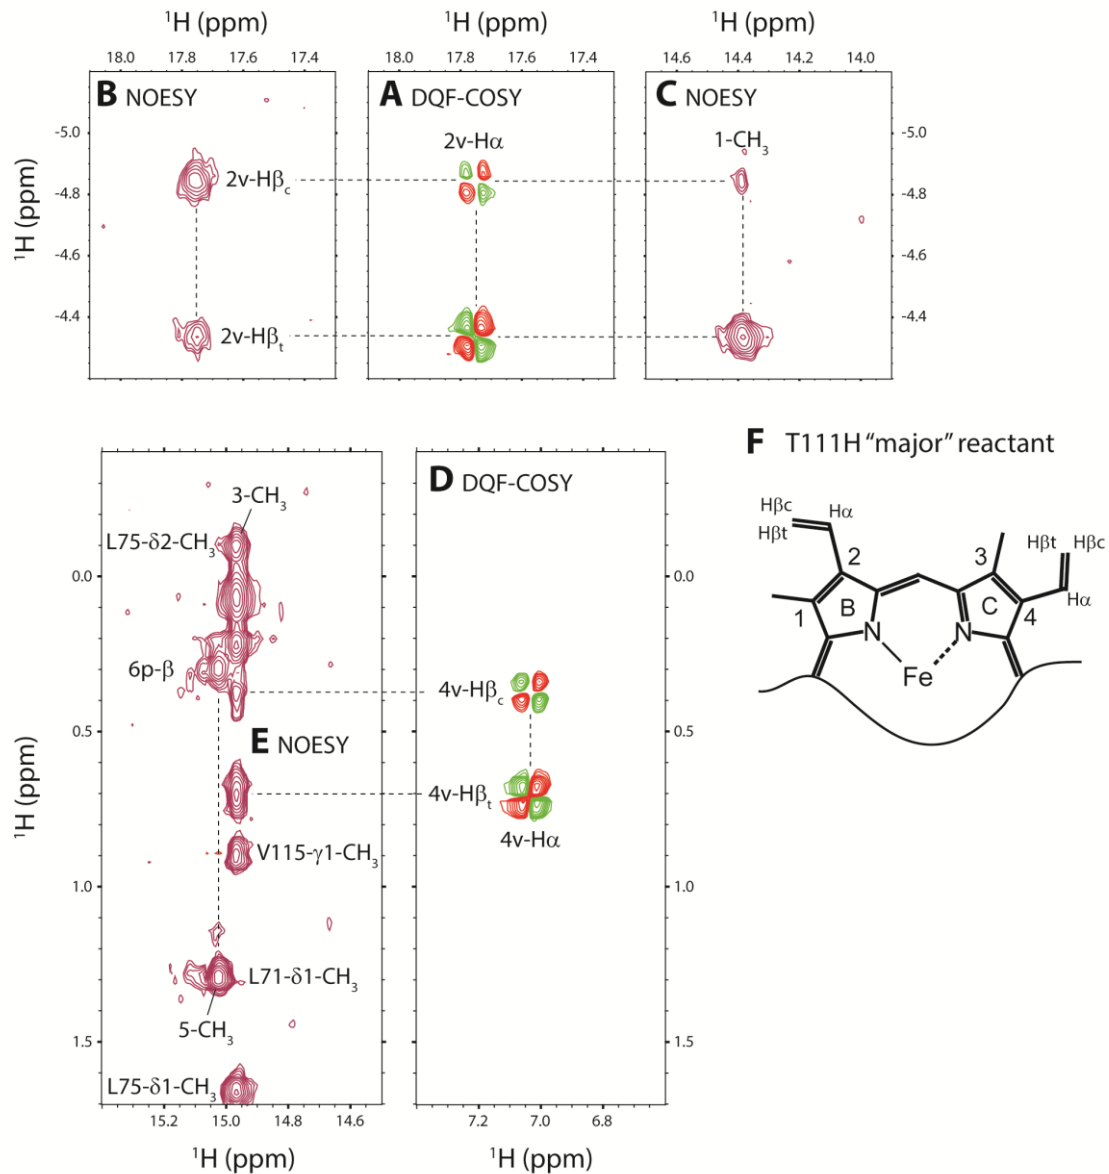 ¹H (ppm) ¹H (ppm) ¹H (ppm)
18.0 17.8 17.6 17.4 18.0 17.8 17.6 17.4 14.6 14.4 14.2 14.0
B NOESY A DQF-COSY C NOESY
2v-Hα 1-CH₃
-5.0 -5.0
2v-Hβc
-4.8 -4.8
¹H (ppm) ¹H (ppm)
-4.6 -4.6
-4.4 -4.4
2v-Hβt
D DQF-COSY
F T111H "major" reactant
3-CH₃
L75-δ2-CH₃
0.0 0.0
Hβc Hα
Hβt
Hβt Hβc
2 3
Hα
1 B C 4
N N
Fe
6p-β
4v-Hβc
0.5 0.5
E NOESY
4v-Hβt
4v-Hα
V115-γ1-CH₃
¹H (ppm) ¹H (ppm)
1.0 1.0
L71-δ1-CH₃
5-CH₃
1.5 1.5
L75-δ1-CH₃
15.2 15.0 14.8 14.6 7.2 7.0 6.8
¹H (ppm) ¹H (ppm)